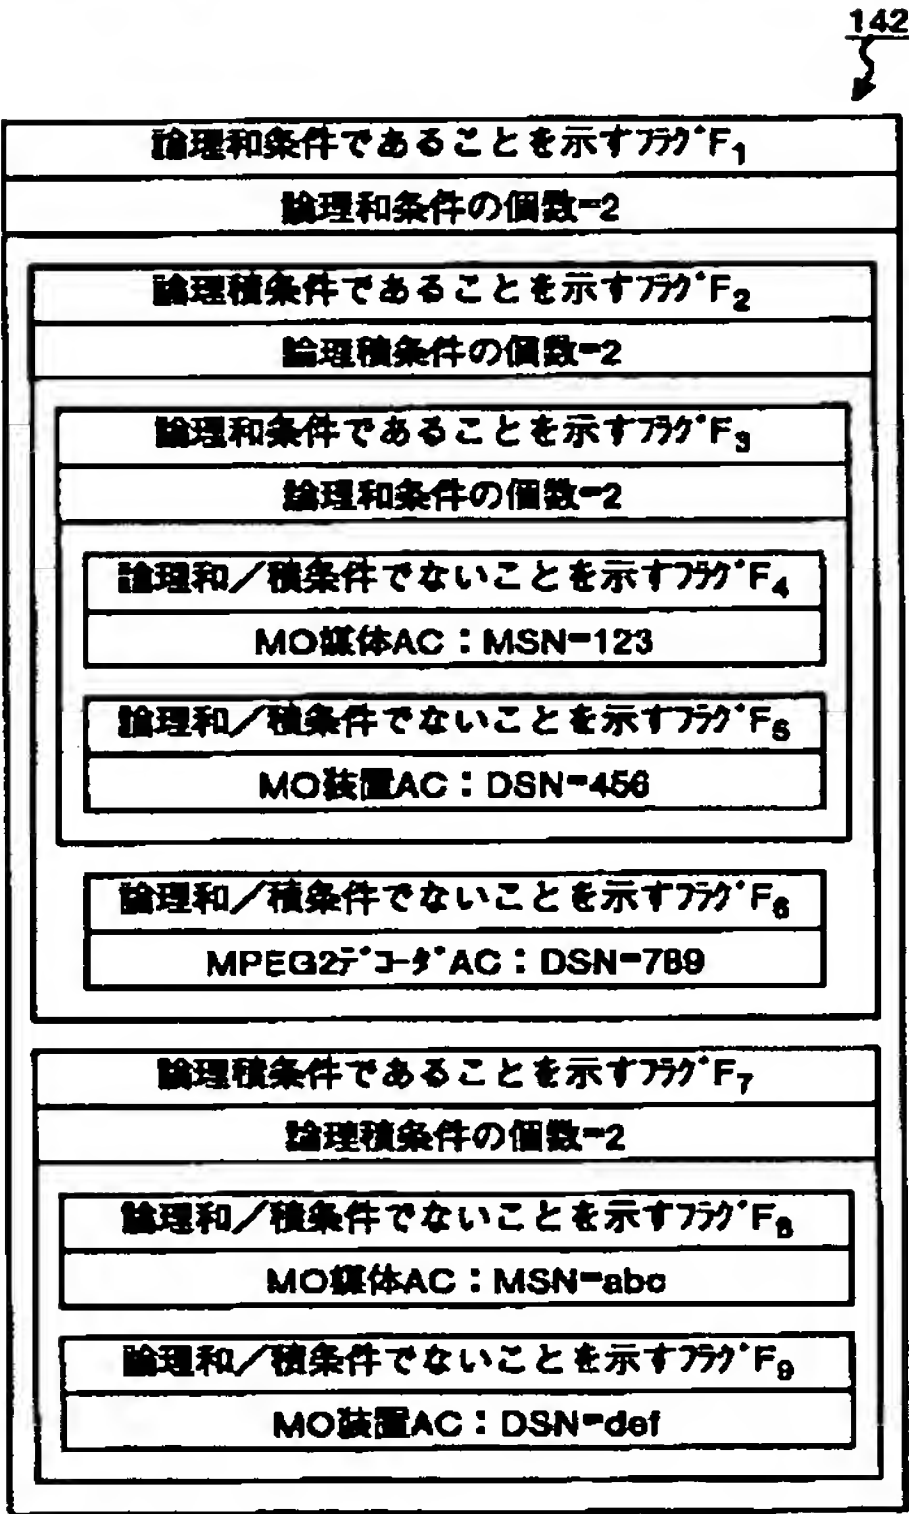 142
論理和条件であることを示すフラグF1
論理和条件の個数=2
論理積条件であることを示すフラグF2
論理積条件の個数=2
論理和条件であることを示すフラグF3
論理和条件の個数=2
論理和/積条件でないことを示すフラグF4
MO媒体AC:MSN=123
論理和/積条件でないことを示すフラグF5
MO装置AC:DSN=456
論理和/積条件でないことを示すフラグF6
MPEG2デコーダAC:DSN=789
論理積条件であることを示すフラグF7
論理積条件の個数=2
論理和/積条件でないことを示すフラグF8
MO媒体AC:MSN=abc
論理和/積条件でないことを示すフラグF9
MO装置AC:DSN=def